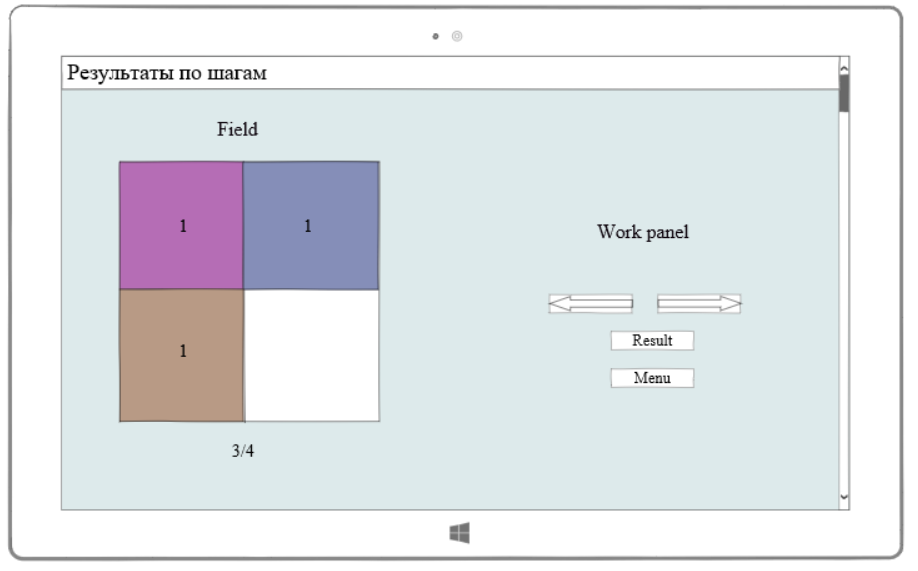 Результаты по шагам
Field
1
1
1
3/4
Work panel
Result
Menu